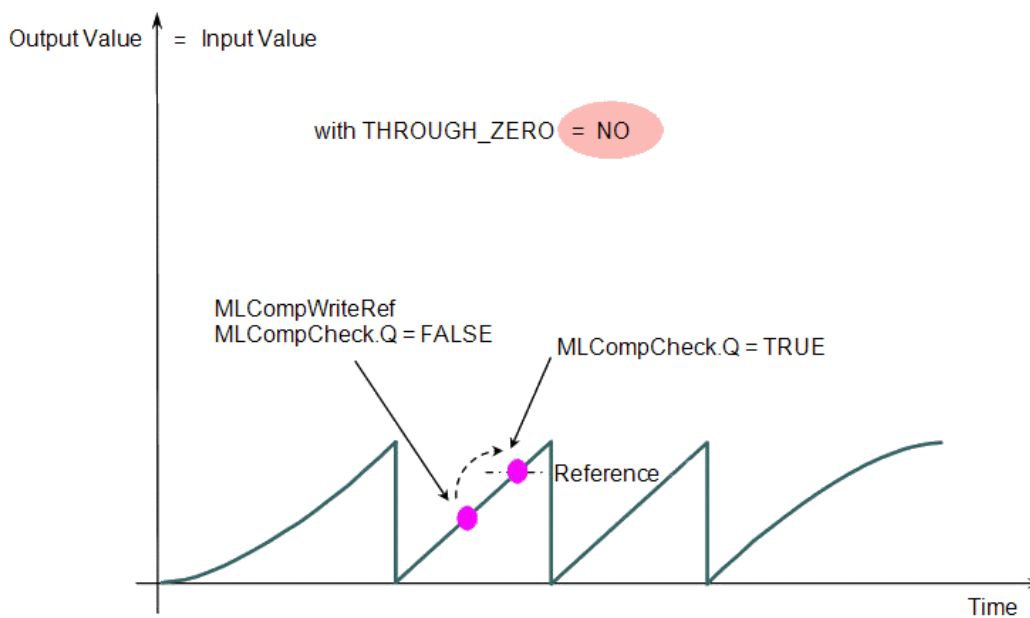 Output Value = Input Value
with THROUGH_ZERO = NO
MLCompWriteRef
MLCompCheck.Q = FALSE
MLCompCheck.Q = TRUE
Reference
Time